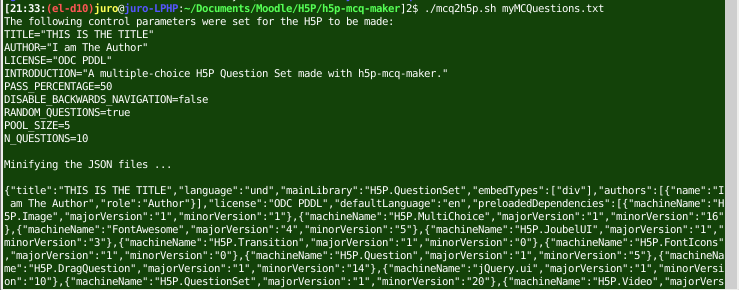 [21:33:(el-d10)juro@juro-LPHP:~/Documents/Moodle/H5P/h5p-mcq-maker]2$ ./mcq2h5p.sh myMCQuestions.txt
The following control parameters were set for the H5P to be made:
TITLE="THIS IS THE TITLE"
AUTHOR="I am The Author"
LICENSE="ODC PDDL"
INTRODUCTION="A multiple-choice H5P Question Set made with h5p-mcq-maker."
PASS_PERCENTAGE=50
DISABLE_BACKWARDS_NAVIGATION=false
RANDOM_QUESTIONS=true
POOL_SIZE=5
N_QUESTIONS=10
Minifying the JSON files ...
{"title":"THIS IS THE TITLE","language":"und","mainLibrary":"H5P.QuestionSet","embedTypes":["div"],"authors":[{"name":"I
 am The Author","role":"Author"}],"license":"ODC PDDL","defaultLanguage":"en","preloadedDependencies":[{"machineName":"H
5P.Image","majorVersion":"1","minorVersion":"1"},{"machineName":"H5P.MultiChoice","majorVersion":"1","minorVersion":"16"
},{"machineName":"FontAwesome","majorVersion":"4","minorVersion":"5"},{"machineName":"H5P.JoubelUI","majorVersion":"1","
minorVersion":"3"},{"machineName":"H5P.Transition","majorVersion":"1","minorVersion":"0"},{"machineName":"H5P.FontIcons"
,"majorVersion":"1","minorVersion":"0"},{"machineName":"H5P.Question","majorVersion":"1","minorVersion":"5"},{"machineNa
me":"H5P.DragQuestion","majorVersion":"1","minorVersion":"14"},{"machineName":"jQuery.ui","majorVersion":"1","minorVersi
on":"10"},{"machineName":"H5P.QuestionSet","majorVersion":"1","minorVersion":"20"},{"machineName":"H5P.Video","majorVers